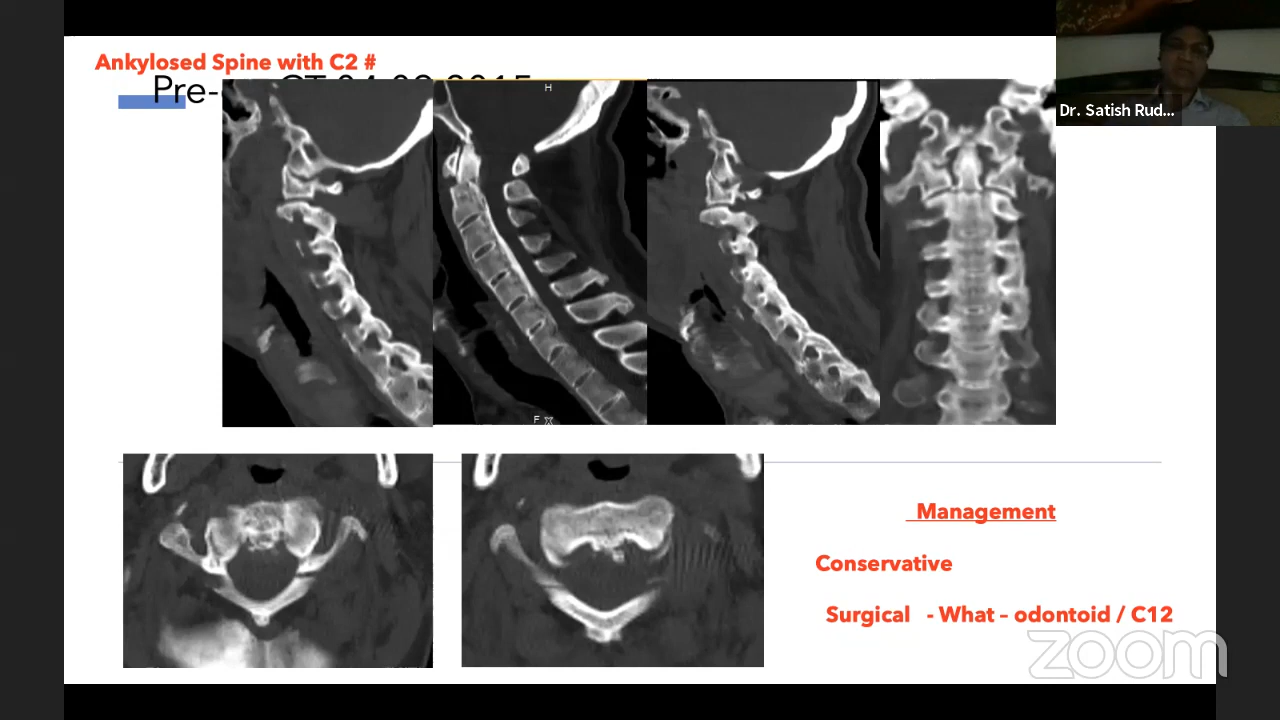 Ankylosed Spine with C2 #
Pre-
H
F
Management
Conservative
Surgical - What – odontoid / C12
Dr. Satish Rud...
zoom